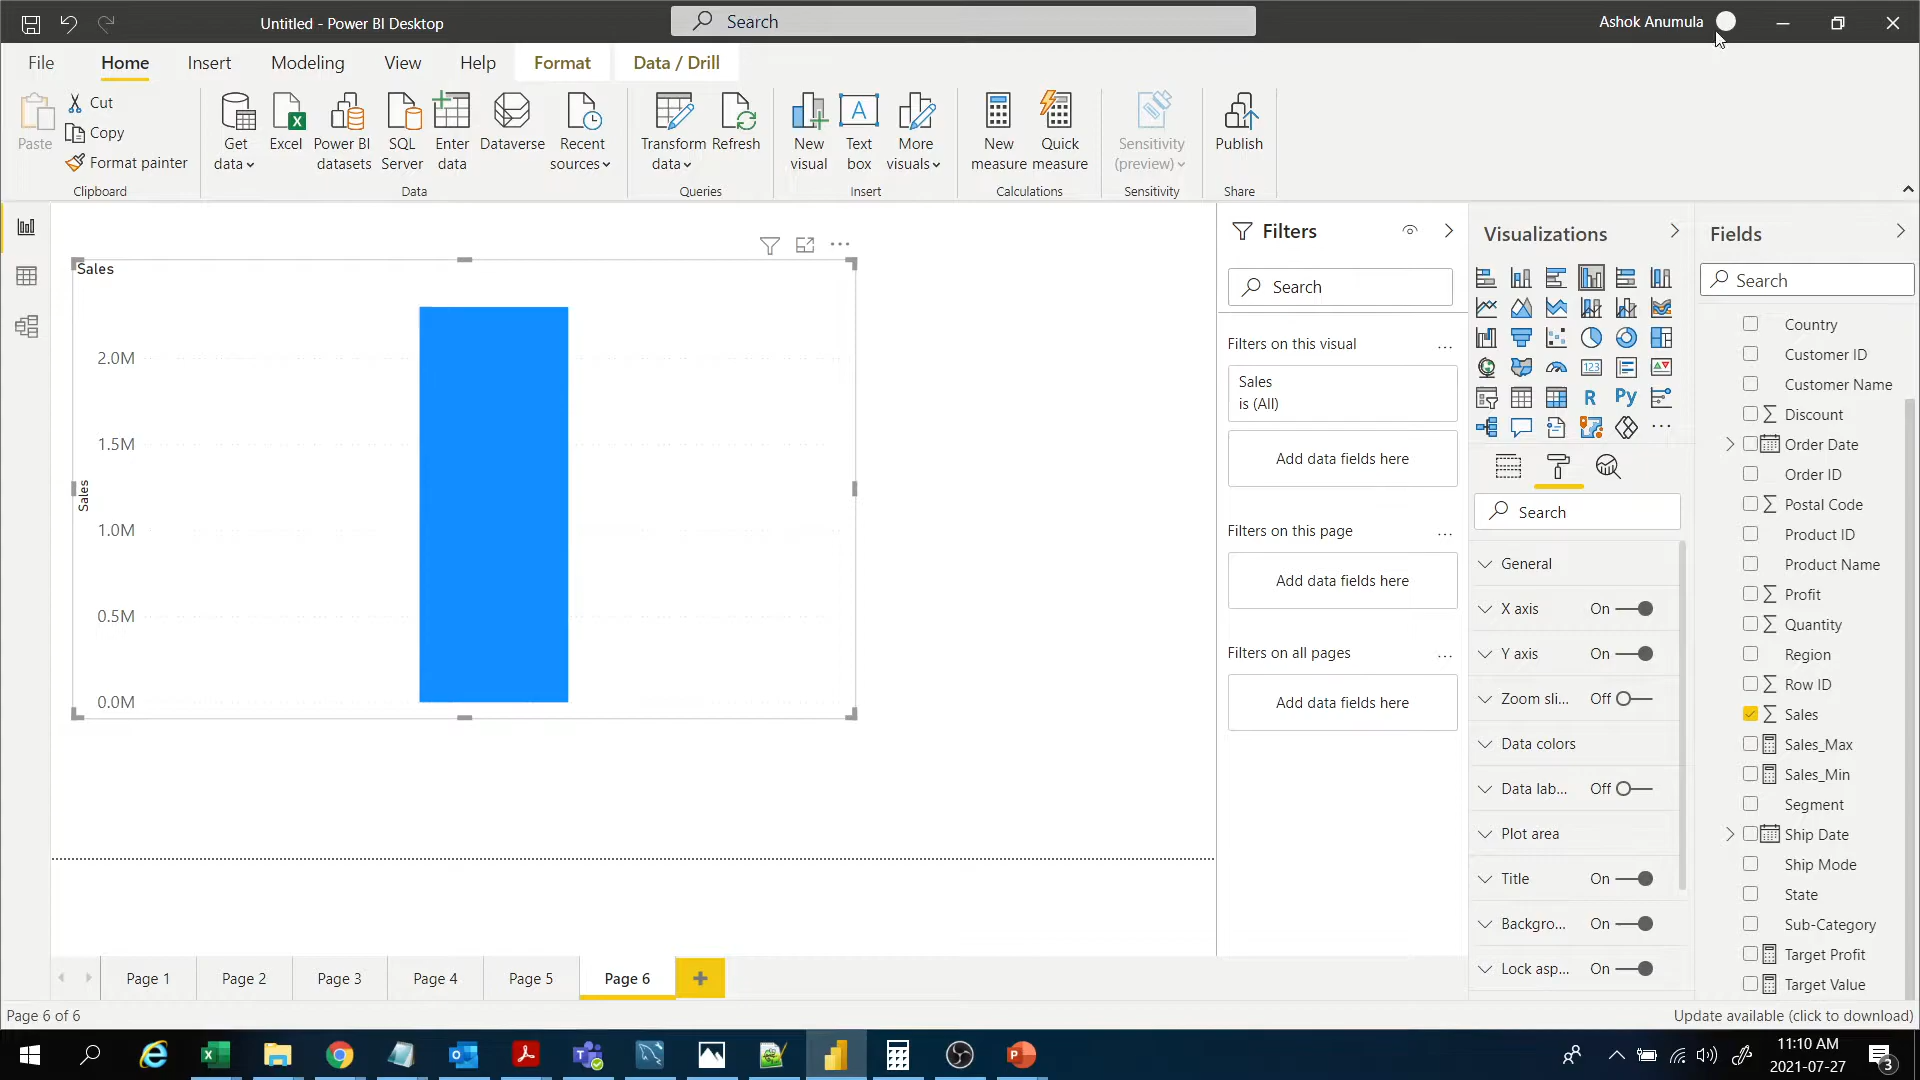 Untitled - Power BI Desktop
Search
Ashok Anumula
File Home Insert Modeling View Help Format Data / Drill
Paste
Cut
Copy
Format painter
Clipboard
Get data
Excel
Power BI datasets
SQL Server
Enter data
Dataverse
Recent sources
Data
Transform data
Refresh
Queries
New visual
Text box
More visuals
Insert
New measure
Quick measure
Calculations
Sensitivity (preview)
Sensitivity
Publish
Share
Sales
2.0M
1.5M
1.0M
0.5M
0.0M
Sales
Filters
Search
Filters on this visual ...
Sales
is (All)
Add data fields here
Filters on this page ...
Add data fields here
Filters on all pages ...
Add data fields here
Visualizations
123
R
Py
Search
General
X axis On
Y axis On
Zoom sli... Off
Data colors
Data lab... Off
Plot area
Title On
Backgro... On
Lock asp... On
Fields
Search
Country
Customer ID
Customer Name
Discount
Order Date
Order ID
Postal Code
Product ID
Product Name
Profit
Quantity
Region
Row ID
Sales
Sales_Max
Sales_Min
Segment
Ship Date
Ship Mode
State
Sub-Category
Target Profit
Target Value
Page 1 Page 2 Page 3 Page 4 Page 5 Page 6 +
Page 6 of 6
Update available (click to download)
11:10 AM
2021-07-27
3